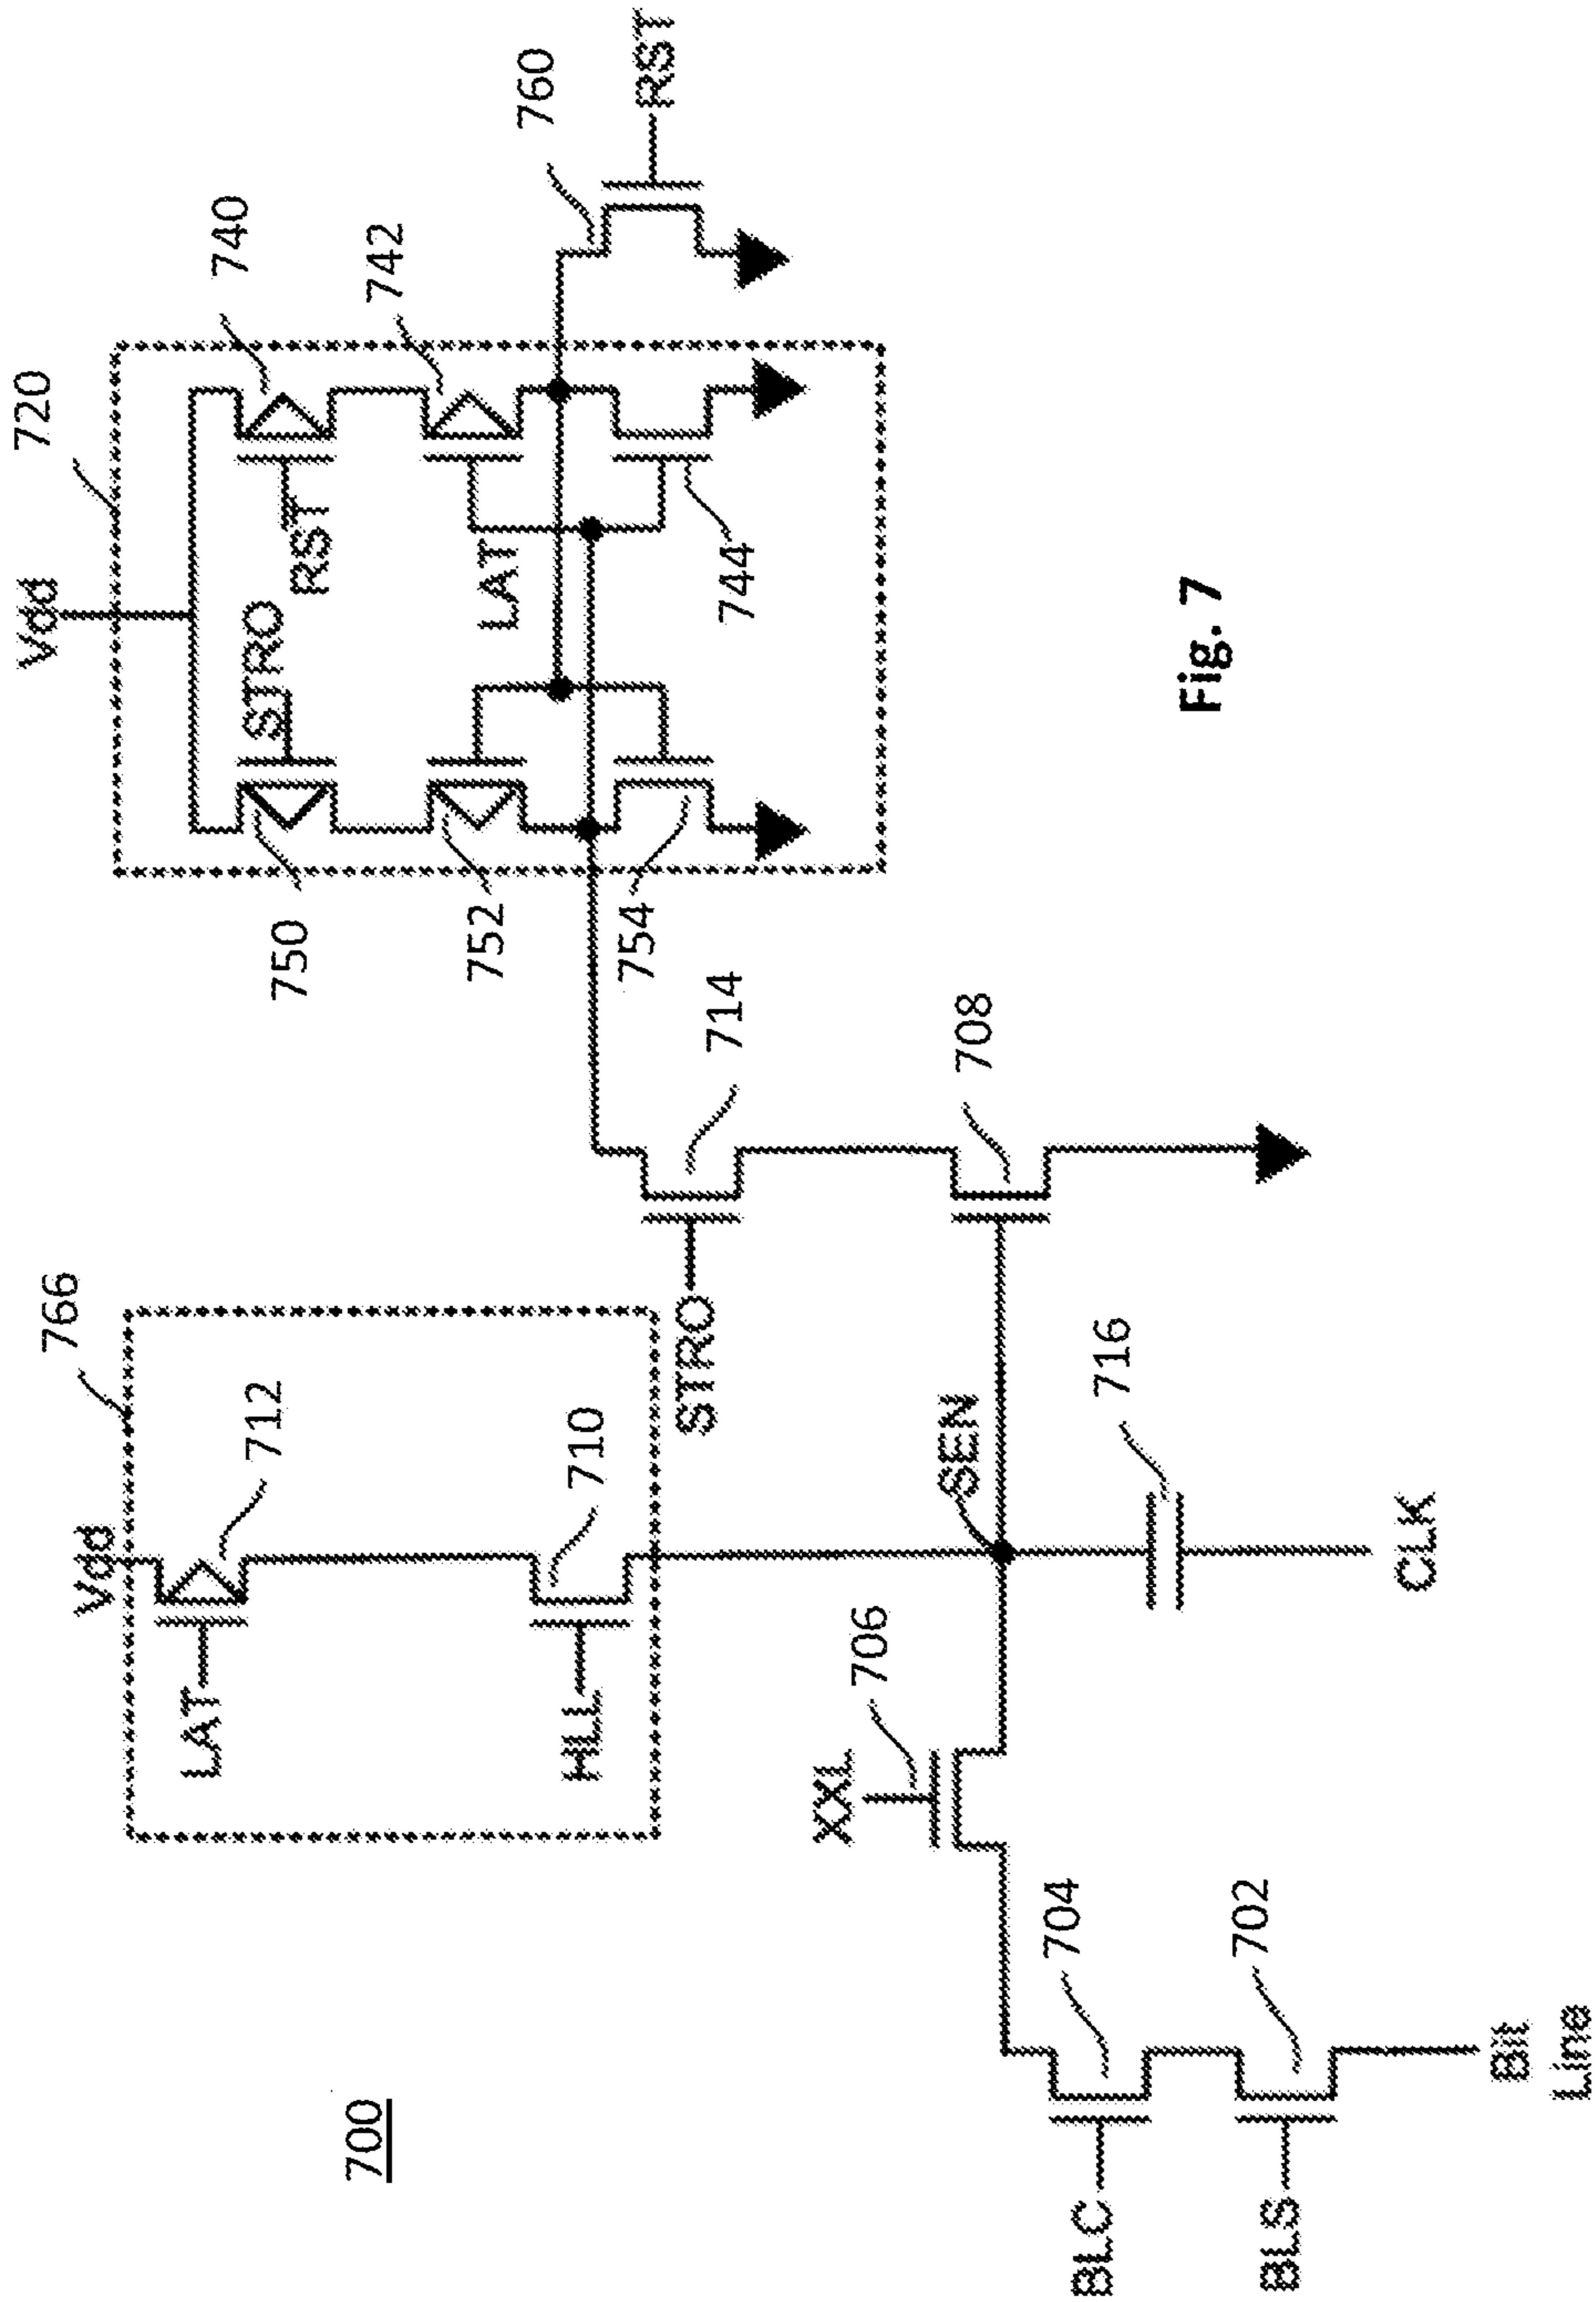 700
BLC
BLS
704
702
Bit
Line
XXL
706
766
Vdd
LAT
712
HLL
710
SEN
716
CLK
STRO
714
708
720
Vdd
750
STRO
752
754
RST
LAT
744
740
742
760
RST
Fig. 7